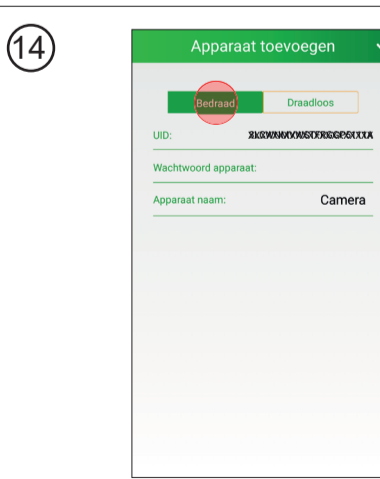 14
Apparaat toevoegen
Bedraad Draadloos
UID:
Wachtwoord apparaat:
Apparaat naam: Camera